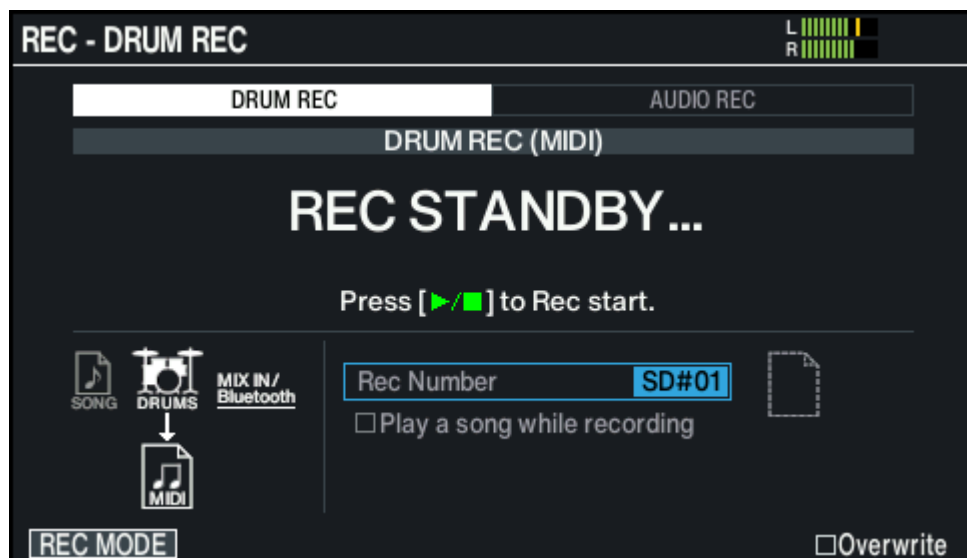 REC - DRUM REC
L
R
DRUM REC
AUDIO REC
DRUM REC (MIDI)
REC STANDBY...
Press [▶/■] to Rec start.
SONG
DRUMS
MIX IN/
Bluetooth
MIDI
Rec Number SD#01
☐Play a song while recording
REC MODE
☐Overwrite